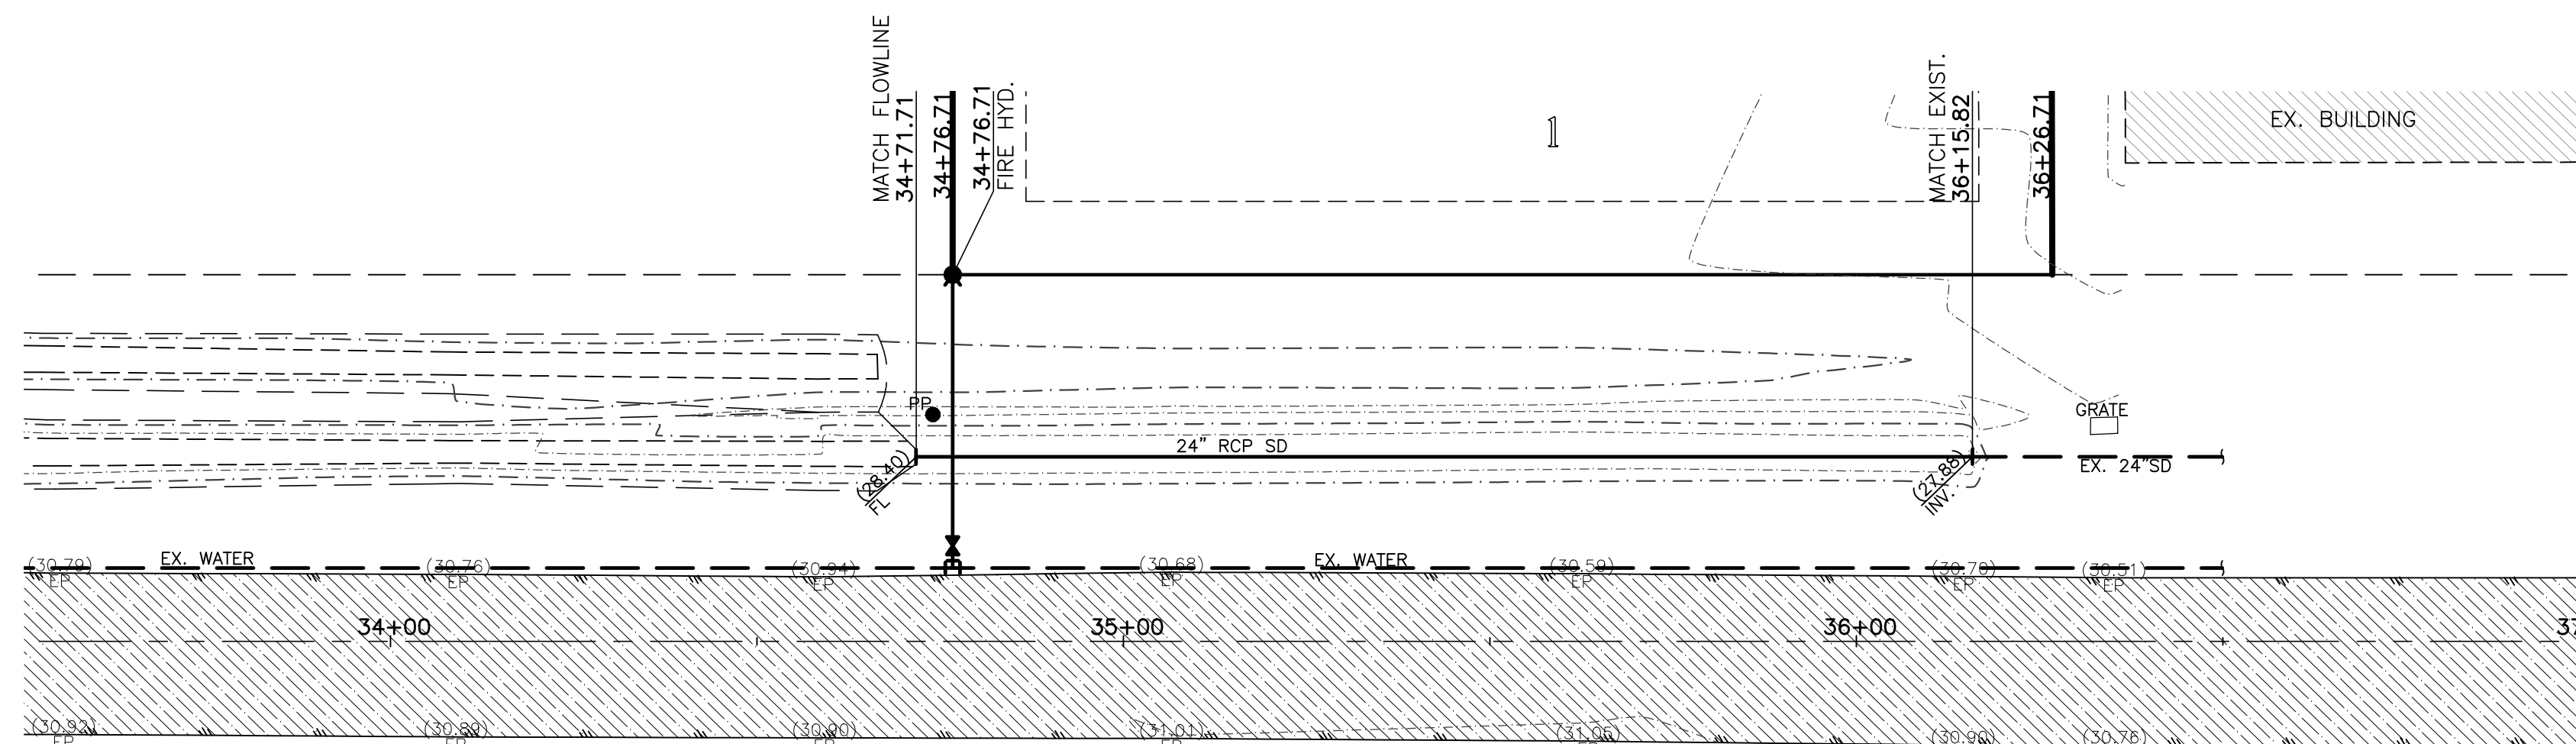 MATCH FLOWLINE
34+71.71
34+76.71
34+76.71
FIRE HYD.
1
MATCH EXIST.
36+15.82
36+26.71
EX. BUILDING
PP
GRATE
24" RCP SD
EX. 24"SD
(28.40)
FL
(27.88)
INV.
EX. WATER
EX. WATER
(30.79)
EP
(30.76)
EP
(30.94)
EP
(30.68)
EP
(30.59)
EP
(30.70)
EP
(30.51)
EP
34+00
35+00
36+00
37
(30.92)
EP
(30.89)
EP
(30.90)
EP
(31.01)
EP
(31.05)
EP
(30.90)
EP
(30.76)
EP